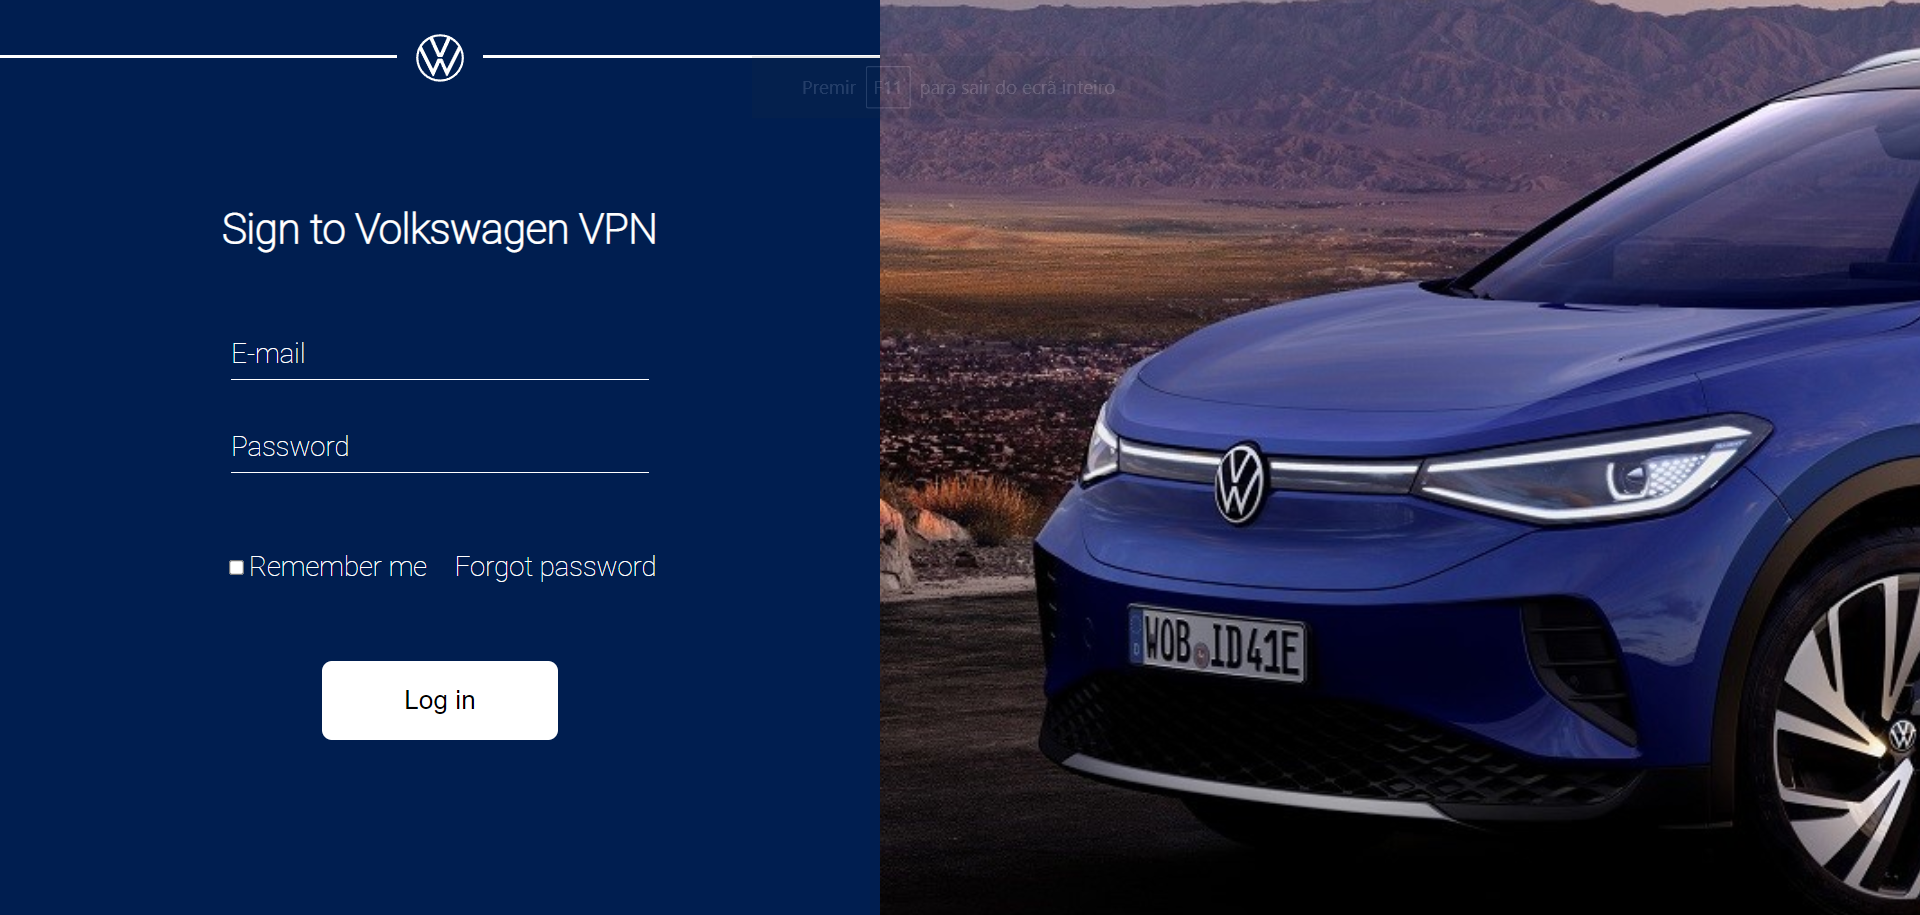 Premir F11 para sair do ecrã inteiro
Sign to Volkswagen VPN
E-mail
Password
Remember me Forgot password
Log in
WOB ID41E
D